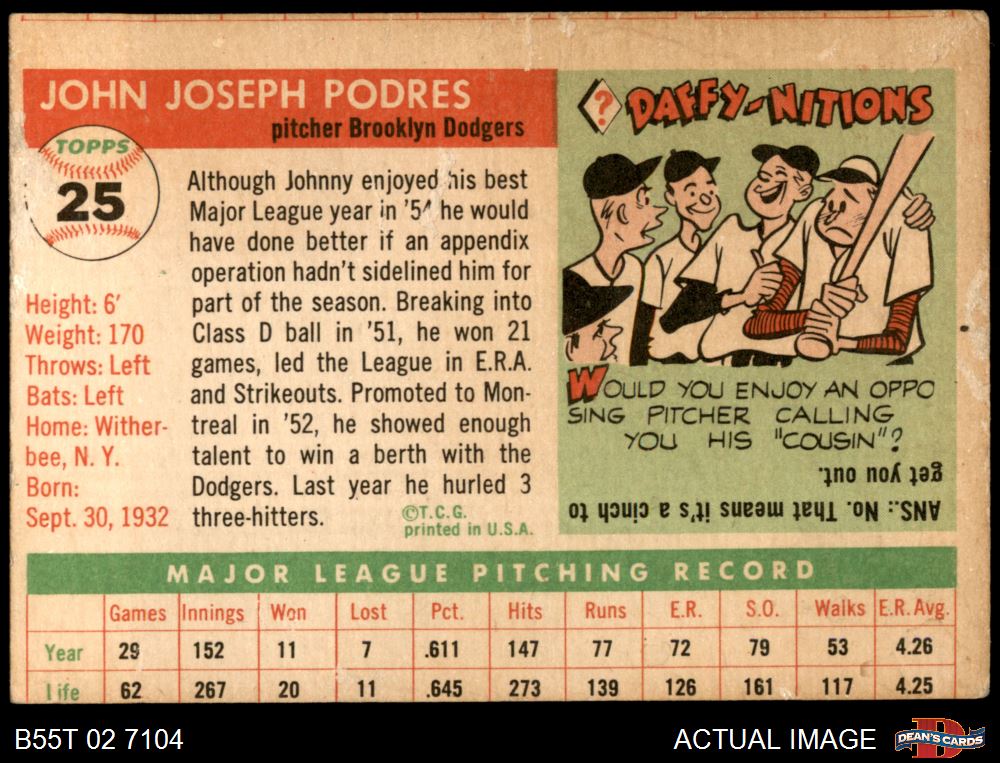 JOHN JOSEPH PODRES
pitcher Brooklyn Dodgers
TOPPS
25
Height: 6'
Weight: 170
Throws: Left
Bats: Left
Home: Wither-
bee, N. Y.
Born:
Sept. 30, 1932
Although Johnny enjoyed his best
Major League year in '54 he would
have done better if an appendix
operation hadn't sidelined him for
part of the season. Breaking into
Class D ball in '51, he won 21
games, led the League in E.R.A.
and Strikeouts. Promoted to Mon-
treal in '52, he showed enough
talent to win a berth with the
Dodgers. Last year he hurled 3
three-hitters.
©T.C.G.
printed in U.S.A.
? DAFFY-NITIONS
WOULD YOU ENJOY AN OPPO
SING PITCHER CALLING
YOU HIS "COUSIN"?
ANS.: No. That means it's a cinch to
get you out.
MAJOR LEAGUE PITCHING RECORD
Games Innings Won Lost Pct. Hits Runs E.R. S.O. Walks E.R. Avg.
Year 29 152 11 7 .611 147 77 72 79 53 4.26
Life 62 267 20 11 .645 273 139 126 161 117 4.25
B55T 02 7104
ACTUAL IMAGE
DEAN'S CARDS